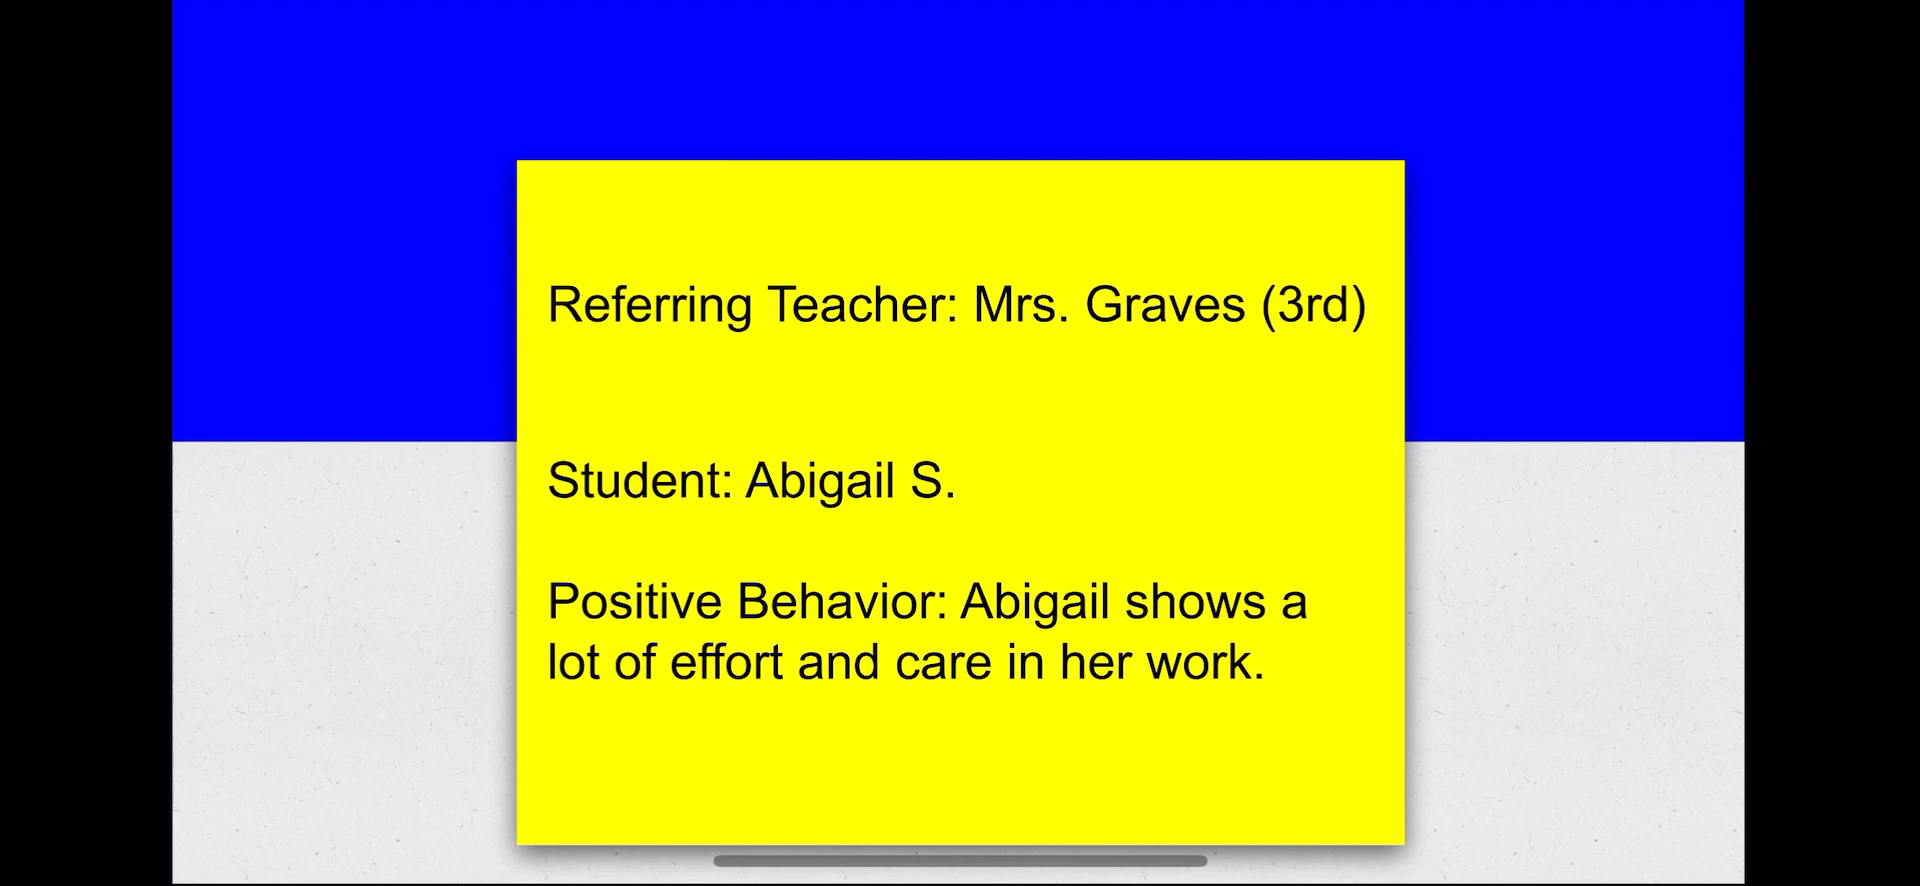 Referring Teacher: Mrs. Graves (3rd)
Student: Abigail S.
Positive Behavior: Abigail shows a
lot of effort and care in her work.